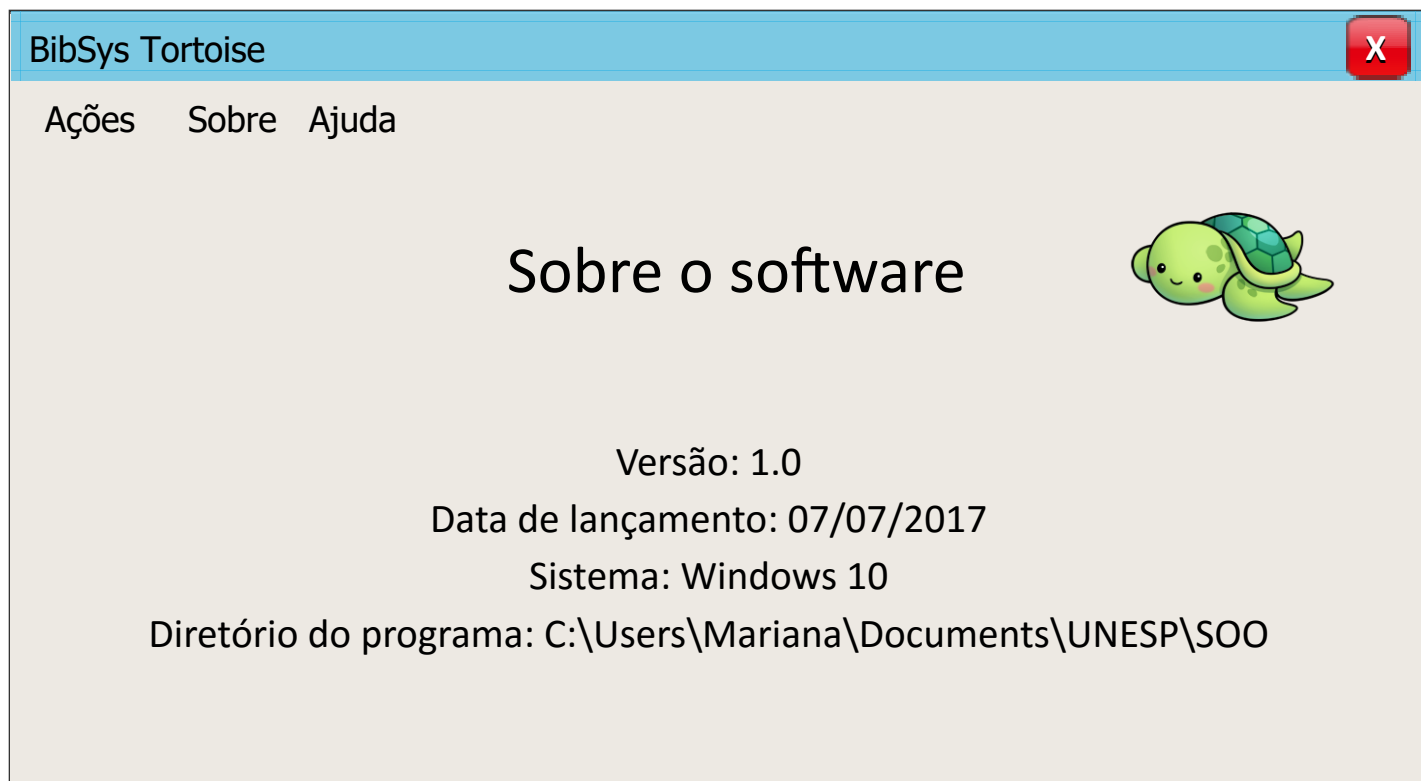 BibSys Tortoise
X
Ações Sobre Ajuda
Sobre o software
Versão: 1.0
Data de lançamento: 07/07/2017
Sistema: Windows 10
Diretório do programa: C:\Users\Mariana\Documents\UNESP\SOO